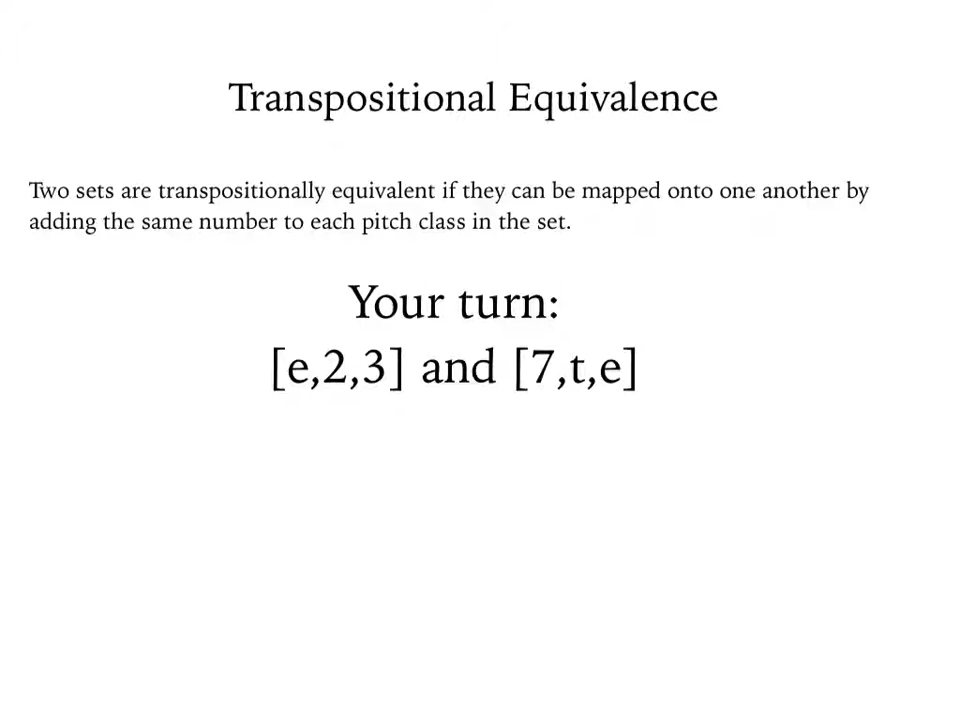 Transpositional Equivalence
Two sets are transpositionally equivalent if they can be mapped onto one another by
adding the same number to each pitch class in the set.
Your turn:
[e,2,3] and [7,t,e]